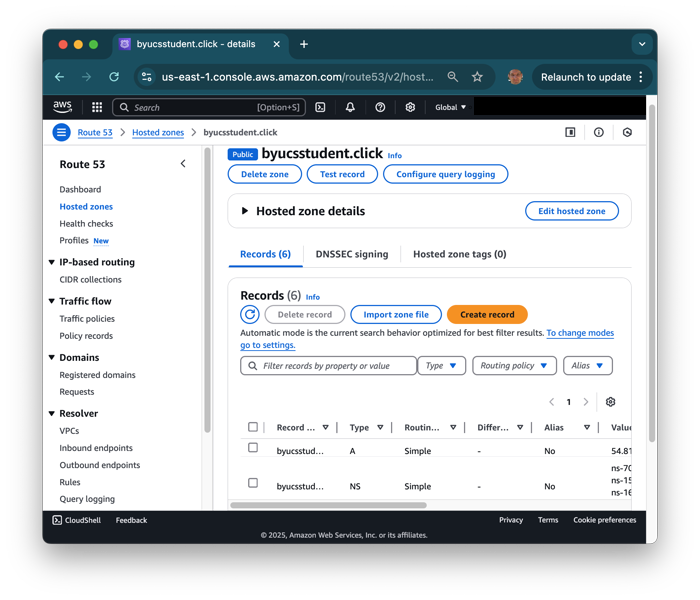 byucsstudent.click - details
us-east-1.console.aws.amazon.com/route53/v2/host...
Relaunch to update
aws
Search [Option+S]
Global
Route 53 Hosted zones byucsstudent.click
Route 53
Dashboard
Hosted zones
Health checks
Profiles New
IP-based routing
CIDR collections
Traffic flow
Traffic policies
Policy records
Domains
Registered domains
Requests
Resolver
VPCs
Inbound endpoints
Outbound endpoints
Rules
Query logging
Public byucsstudent.click Info
Delete zone Test record Configure query logging
Hosted zone details Edit hosted zone
Records (6) DNSSEC signing Hosted zone tags (0)
Records (6) Info
Delete record Import zone file Create record
Automatic mode is the current search behavior optimized for best filter results. To change modes
go to settings.
Filter records by property or value Type Routing policy Alias
1
Record ... Type Routin... Differ... Alias Value
byucsstud... A Simple - No 54.81
ns-70
byucsstud... NS Simple - No ns-15
ns-16
CloudShell Feedback Privacy Terms Cookie preferences
© 2025, Amazon Web Services, Inc. or its affiliates.